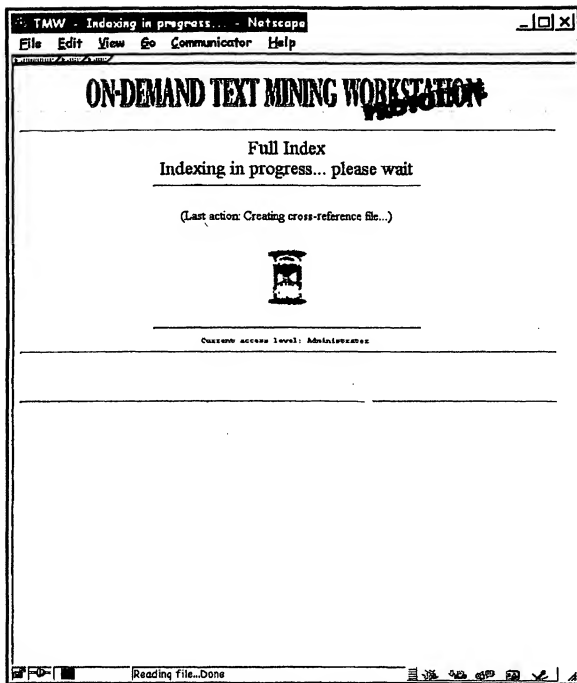 TMW - Indexing in progress... - Netscape
File Edit View Go Communicator Help
ON-DEMAND TEXT MINING WORKSTATION
PROTOTYPE
Full Index
Indexing in progress... please wait
(Last action: Creating cross-reference file...)
Current access level: Administrator
Reading file...Done